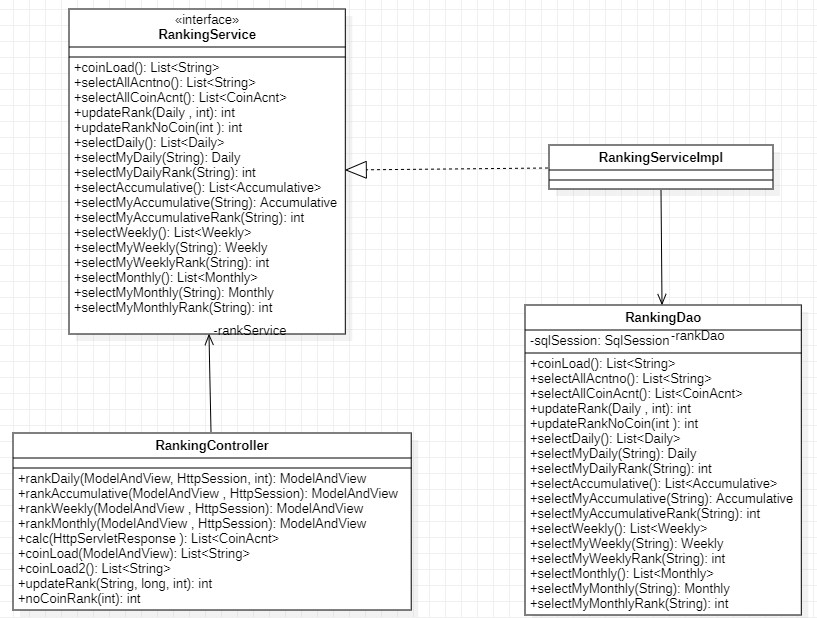 «interface»
RankingService
+coinLoad(): List<String>
+selectAllAcntno(): List<String>
+selectAllCoinAcnt(): List<CoinAcnt>
+updateRank(Daily , int): int
+updateRankNoCoin(int ): int
+selectDaily(): List<Daily>
+selectMyDaily(String): Daily
+selectMyDailyRank(String): int
+selectAccumulative(): List<Accumulative>
+selectMyAccumulative(String): Accumulative
+selectMyAccumulativeRank(String): int
+selectWeekly(): List<Weekly>
+selectMyWeekly(String): Weekly
+selectMyWeeklyRank(String): int
+selectMonthly(): List<Monthly>
+selectMyMonthly(String): Monthly
+selectMyMonthlyRank(String): int
-rankService
RankingServiceImpl
RankingController
+rankDaily(ModelAndView, HttpSession, int): ModelAndView
+rankAccumulative(ModelAndView , HttpSession): ModelAndView
+rankWeekly(ModelAndView , HttpSession): ModelAndView
+rankMonthly(ModelAndView , HttpSession): ModelAndView
+calc(HttpServletResponse ): List<CoinAcnt>
+coinLoad(ModelAndView): List<String>
+coinLoad2(): List<String>
+updateRank(String, long, int): int
+noCoinRank(int): int
RankingDao
-sqlSession: SqlSession
-rankDao
+coinLoad(): List<String>
+selectAllAcntno(): List<String>
+selectAllCoinAcnt(): List<CoinAcnt>
+updateRank(Daily , int): int
+updateRankNoCoin(int ): int
+selectDaily(): List<Daily>
+selectMyDaily(String): Daily
+selectMyDailyRank(String): int
+selectAccumulative(): List<Accumulative>
+selectMyAccumulative(String): Accumulative
+selectMyAccumulativeRank(String): int
+selectWeekly(): List<Weekly>
+selectMyWeekly(String): Weekly
+selectMyWeeklyRank(String): int
+selectMonthly(): List<Monthly>
+selectMyMonthly(String): Monthly
+selectMyMonthlyRank(String): int